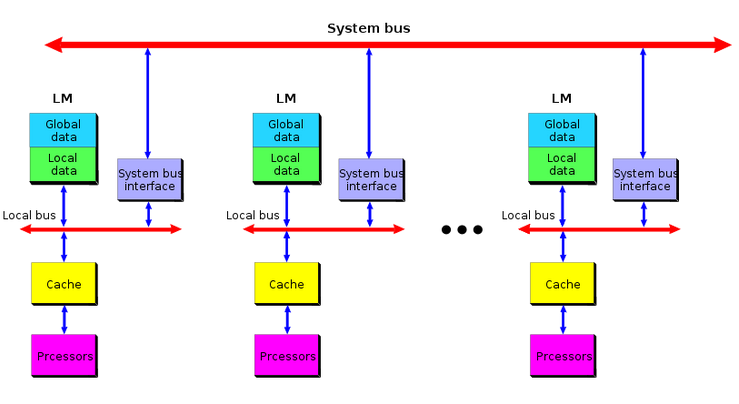 System bus
LM
Global
data
Local
data
System bus
interface
Local bus
Cache
Prcessors
LM
Global
data
Local
data
System bus
interface
Local bus
Cache
Prcessors
LM
Global
data
Local
data
System bus
interface
Local bus
Cache
Prcessors